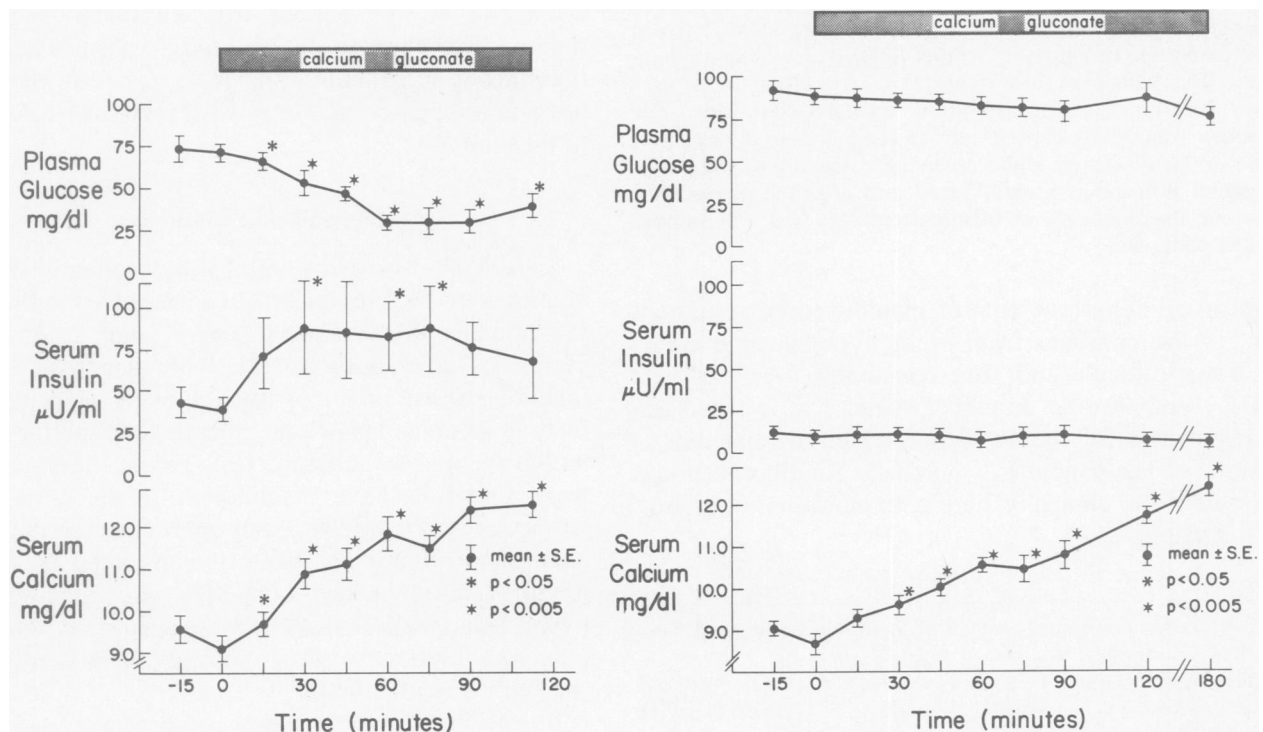 calcium gluconate
100
75
50
25
0
Plasma
Glucose
mg/dl
100
75
50
25
0
Serum
Insulin
μU/ml
12.0
11.0
10.0
9.0
Serum
Calcium
mg/dl
* * * * * * *
* * *
* * * * * * *
mean ± S.E.
* p<0.05
* p<0.005
-15 0 30 60 90 120
Time (minutes)
calcium gluconate
100
75
50
25
0
Plasma
Glucose
mg/dl
100
75
50
25
0
Serum
Insulin
μU/ml
12.0
11.0
10.0
9.0
Serum
Calcium
mg/dl
* * * * * * *
mean ± S.E.
* p<0.05
* p<0.005
-15 0 30 60 90 120 180
Time (minutes)